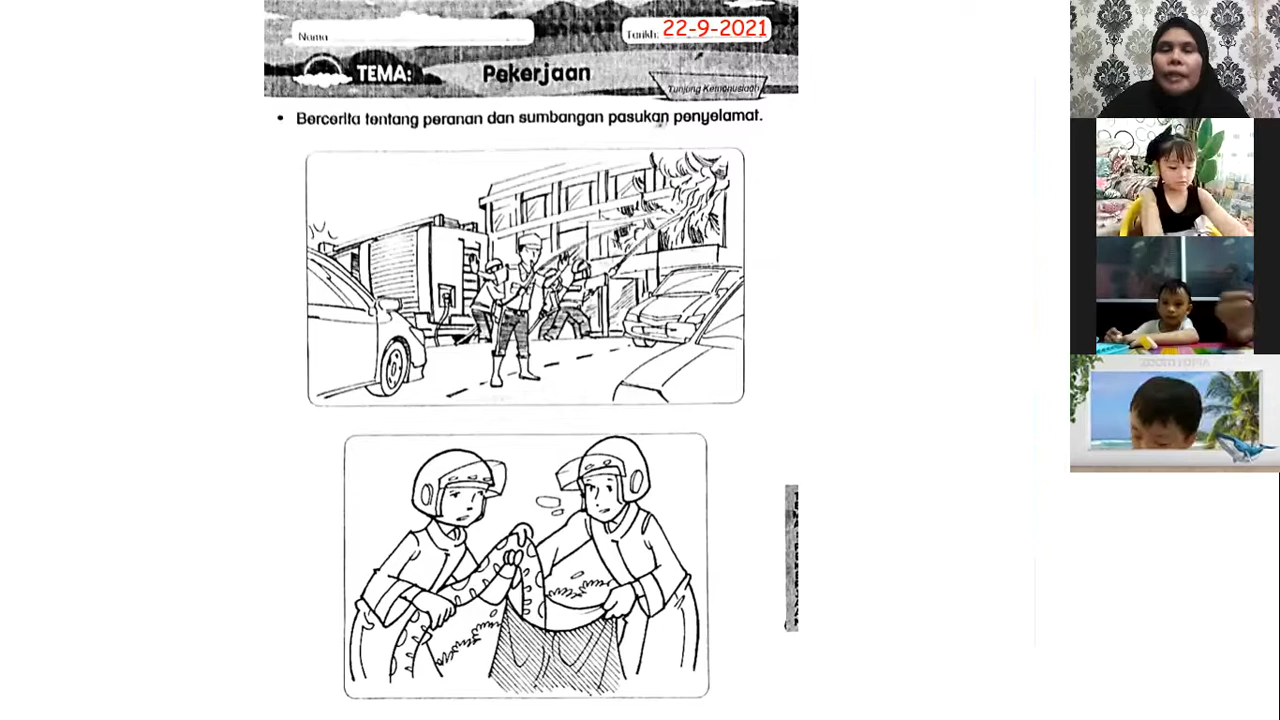 Nama
Tarikh: 22-9-2021
TEMA: Pekerjaan
Tunjang Kemanusiaan
• Bercerita tentang peranan dan sumbangan pasukan penyelamat.